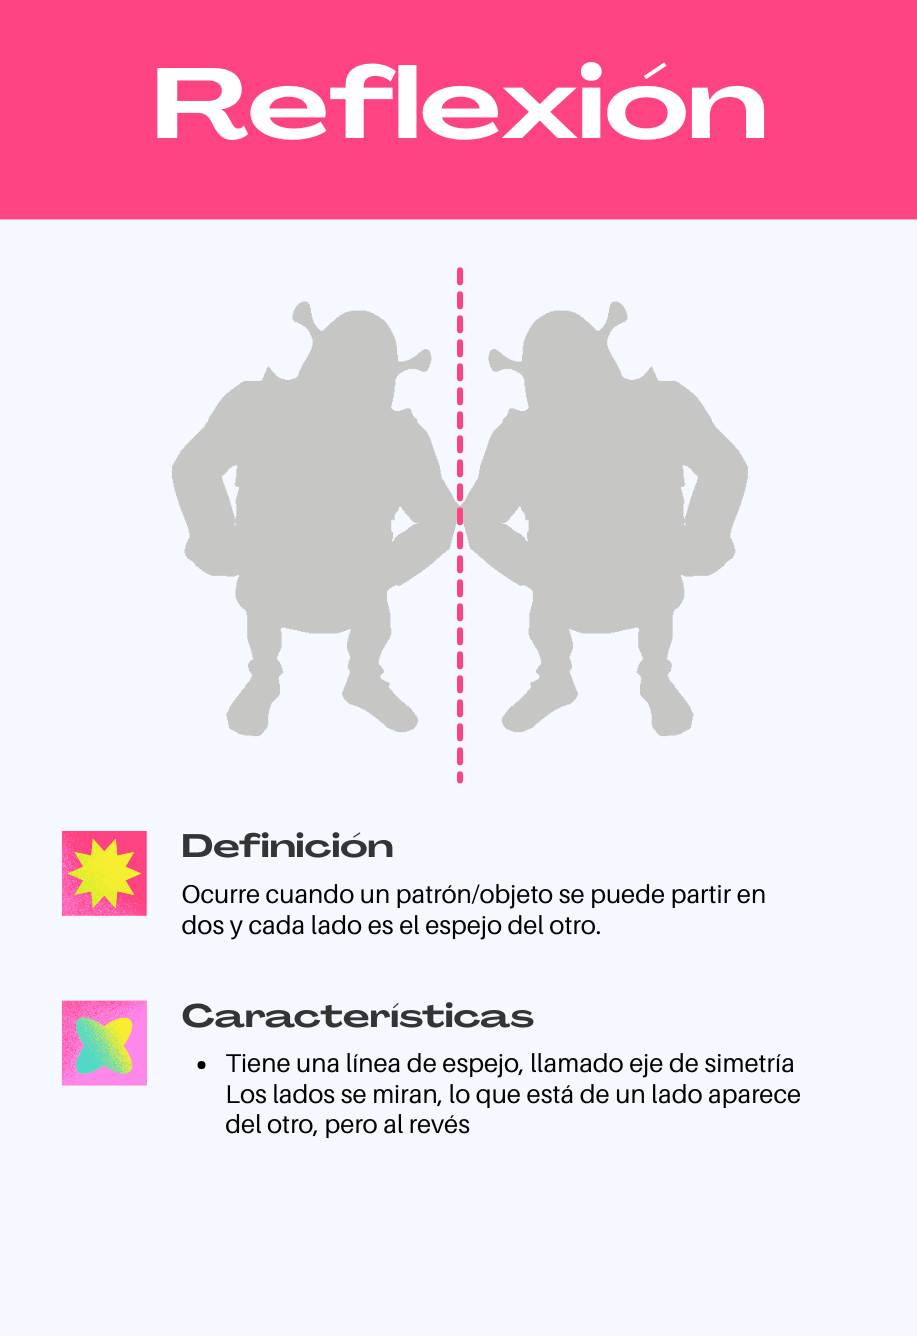 Reflexión
Definición
Ocurre cuando un patrón/objeto se puede partir en
dos y cada lado es el espejo del otro.
Características
• Tiene una línea de espejo, llamado eje de simetría
Los lados se miran, lo que está de un lado aparece
del otro, pero al revés